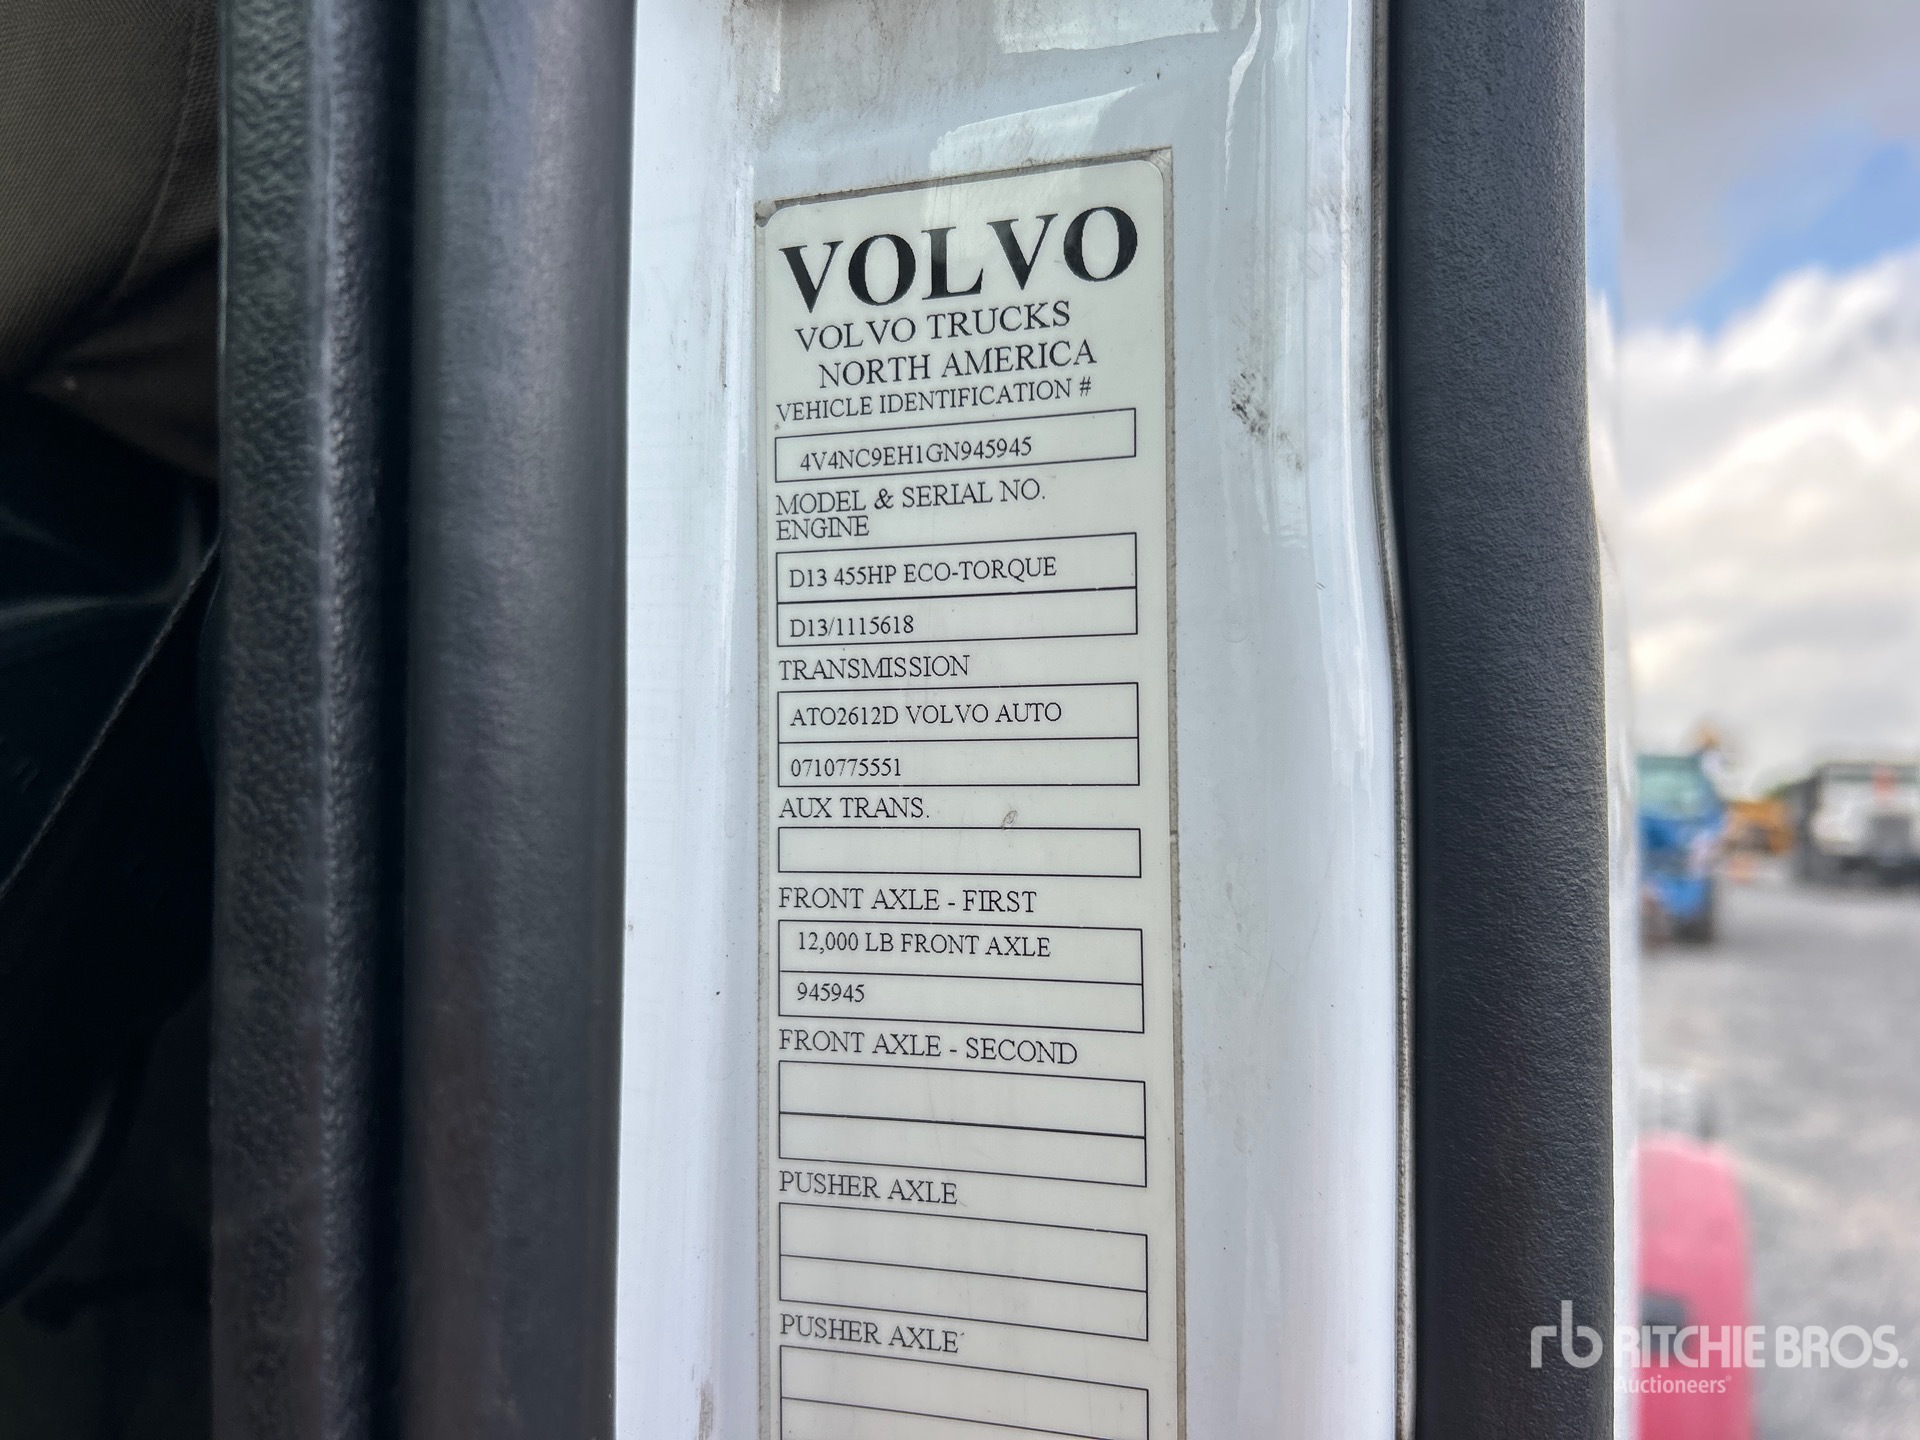 VOLVO
VOLVO TRUCKS
NORTH AMERICA
VEHICLE IDENTIFICATION #
4V4NC9EH1GN945945
MODEL & SERIAL NO.
ENGINE
D13 455HP ECO-TORQUE
D13/1115618
TRANSMISSION
ATO2612D VOLVO AUTO
0710775551
AUX TRANS.
FRONT AXLE - FIRST
12,000 LB FRONT AXLE
945945
FRONT AXLE - SECOND
PUSHER AXLE
PUSHER AXLE
rb RITCHIE BROS.
Auctioneers